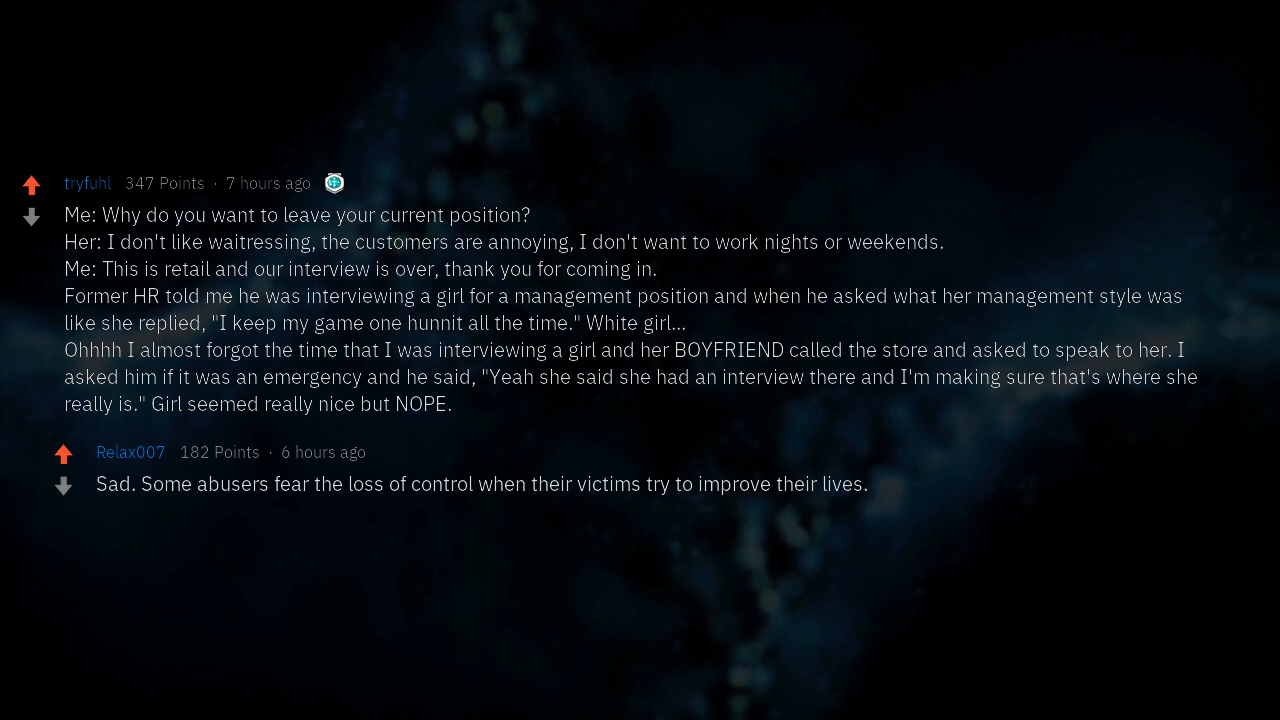 tryfuhl 347 Points · 7 hours ago
Me: Why do you want to leave your current position?
Her: I don't like waitressing, the customers are annoying, I don't want to work nights or weekends.
Me: This is retail and our interview is over, thank you for coming in.
Former HR told me he was interviewing a girl for a management position and when he asked what her management style was
like she replied, "I keep my game one hunnit all the time." White girl...
Ohhhh I almost forgot the time that I was interviewing a girl and her BOYFRIEND called the store and asked to speak to her. I
asked him if it was an emergency and he said, "Yeah she said she had an interview there and I'm making sure that's where she
really is." Girl seemed really nice but NOPE.
Relax007 182 Points · 6 hours ago
Sad. Some abusers fear the loss of control when their victims try to improve their lives.